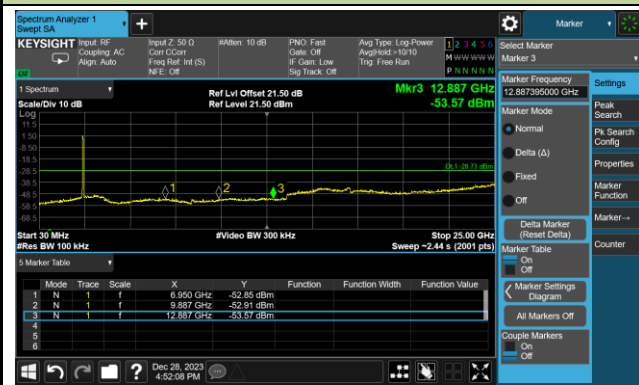 Spectrum Analyzer 1
Swept SA
+
Marker
KEYSIGHT
Input: RF
Coupling: AC
Align: Auto
Input Z: 50 Ω
Corr CCorr
Freq Ref: Int (S)
NFE: Off
#Atten: 10 dB
PNO: Fast
Gate: Off
IF Gain: Low
Sig Track: Off
Avg Type: Log-Power
Avg|Hold:>10/10
Trig: Free Run
1 2 3 4 5 6
M W W W W W
P N N N N N
Select Marker
Marker 3
1 Spectrum
Scale/Div 10 dB
Log
Ref Lvl Offset 21.50 dB
Ref Level 21.50 dBm
Mkr3 12.887 GHz
-53.57 dBm
11.5
1.50
-8.50
-18.5
-28.5
-38.5
-48.5
-58.5
-68.5
DL1 -28.73 dBm
1
2
3
Start 30 MHz
#Res BW 100 kHz
#Video BW 300 kHz
Stop 25.00 GHz
Sweep ~2.44 s (2001 pts)
5 Marker Table
Mode Trace Scale X Y Function Function Width Function Value
1 N 1 f 6.950 GHz -52.85 dBm
2 N 1 f 9.887 GHz -52.91 dBm
3 N 1 f 12.887 GHz -53.57 dBm
4
5
6
Marker Frequency
12.887395000 GHz
Marker Mode
Normal
Delta (Δ)
Fixed
Off
Delta Marker
(Reset Delta)
Marker Table
On
Off
Marker Settings
Diagram
All Markers Off
Couple Markers
On
Off
Settings
Peak
Search
Pk Search
Config
Properties
Marker
Function
Marker→
Counter
?
Dec 28, 2023
4:52:08 PM